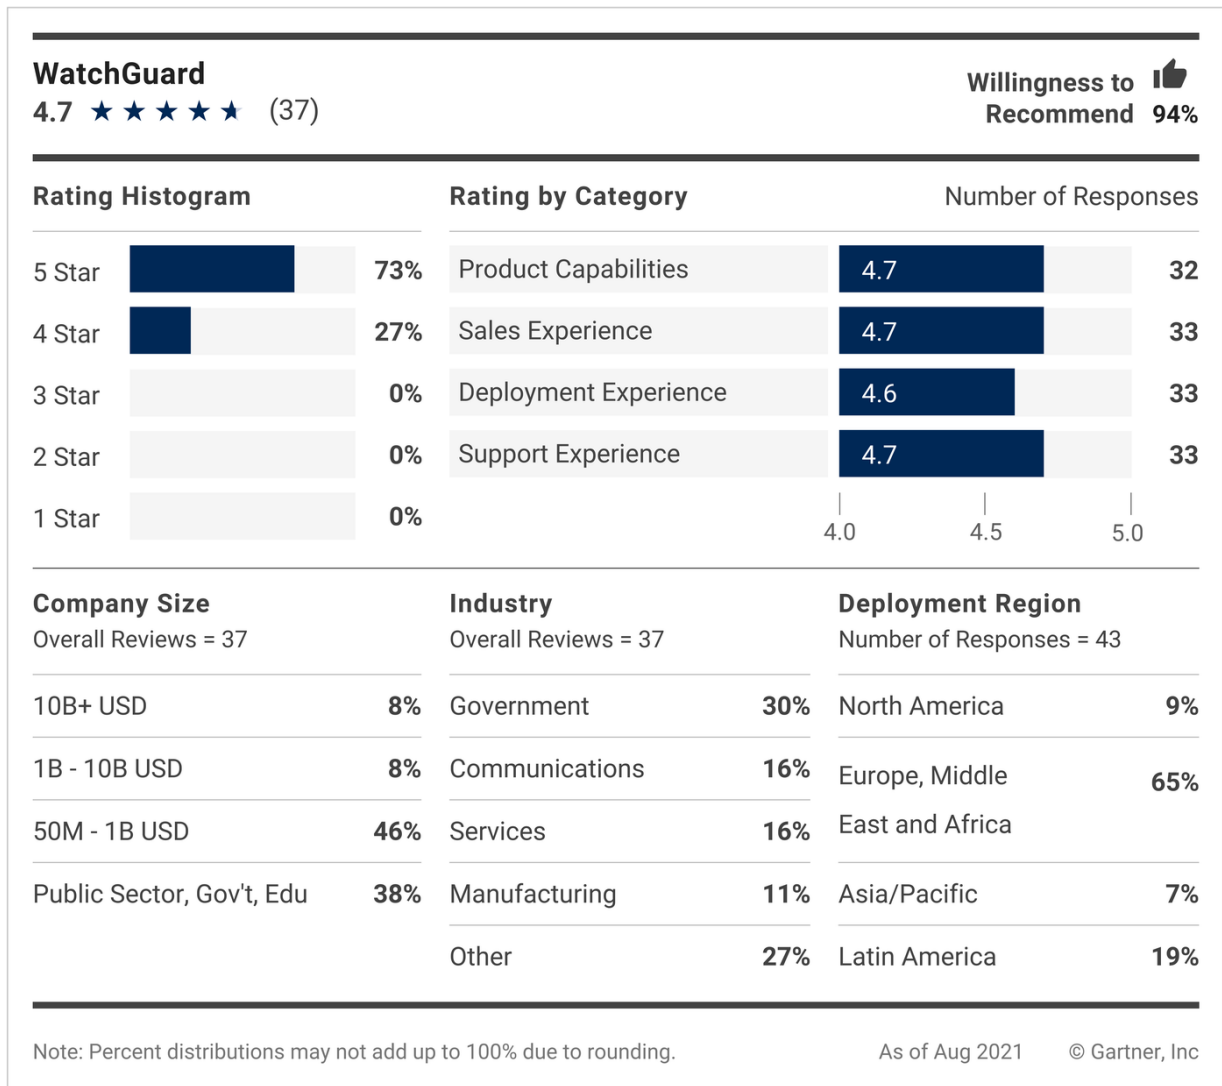 WatchGuard
4.7 ★ ★ ★ ★ ★ (37)
Willingness to
Recommend 94%
Rating Histogram
5 Star 73%
4 Star 27%
3 Star 0%
2 Star 0%
1 Star 0%
Rating by Category Number of Responses
Product Capabilities 4.7 32
Sales Experience 4.7 33
Deployment Experience 4.6 33
Support Experience 4.7 33
4.0 4.5 5.0
Company Size
Overall Reviews = 37
10B+ USD 8%
1B - 10B USD 8%
50M - 1B USD 46%
Public Sector, Gov't, Edu 38%
Industry
Overall Reviews = 37
Government 30%
Communications 16%
Services 16%
Manufacturing 11%
Other 27%
Deployment Region
Number of Responses = 43
North America 9%
Europe, Middle 65%
East and Africa
Asia/Pacific 7%
Latin America 19%
Note: Percent distributions may not add up to 100% due to rounding. As of Aug 2021 © Gartner, Inc